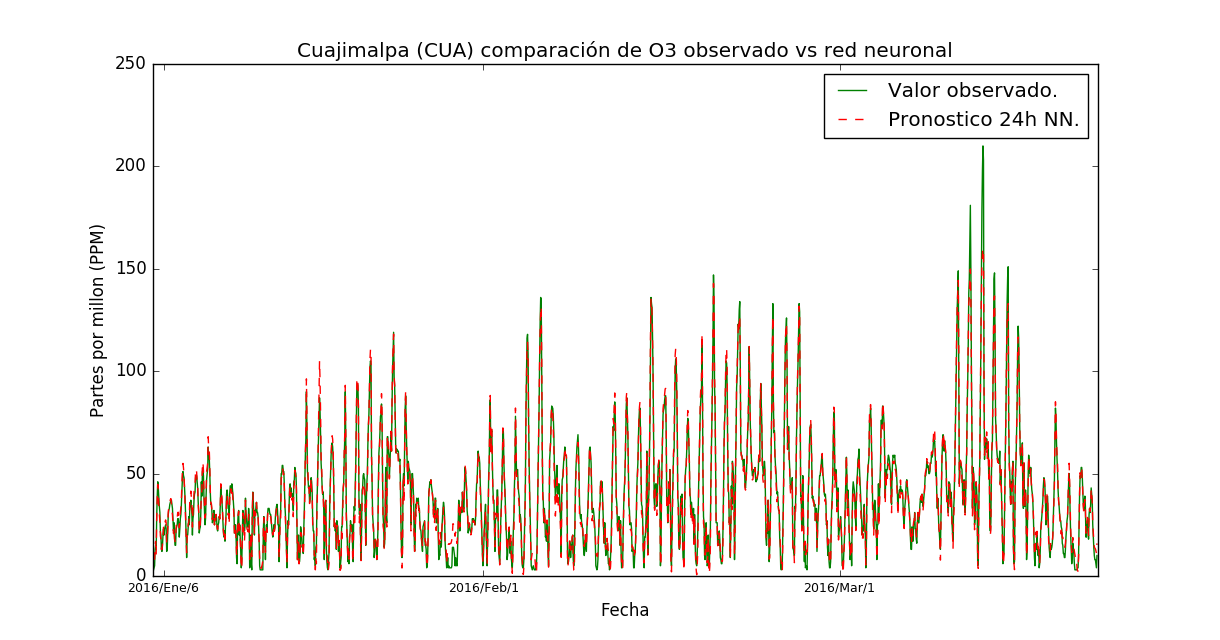 Cuajimalpa (CUA) comparación de O3 observado vs red neuronal
Valor observado.
Pronostico 24h NN.
Partes por millon (PPM)
250
200
150
100
50
0
2016/Ene/6
2016/Feb/1
2016/Mar/1
Fecha